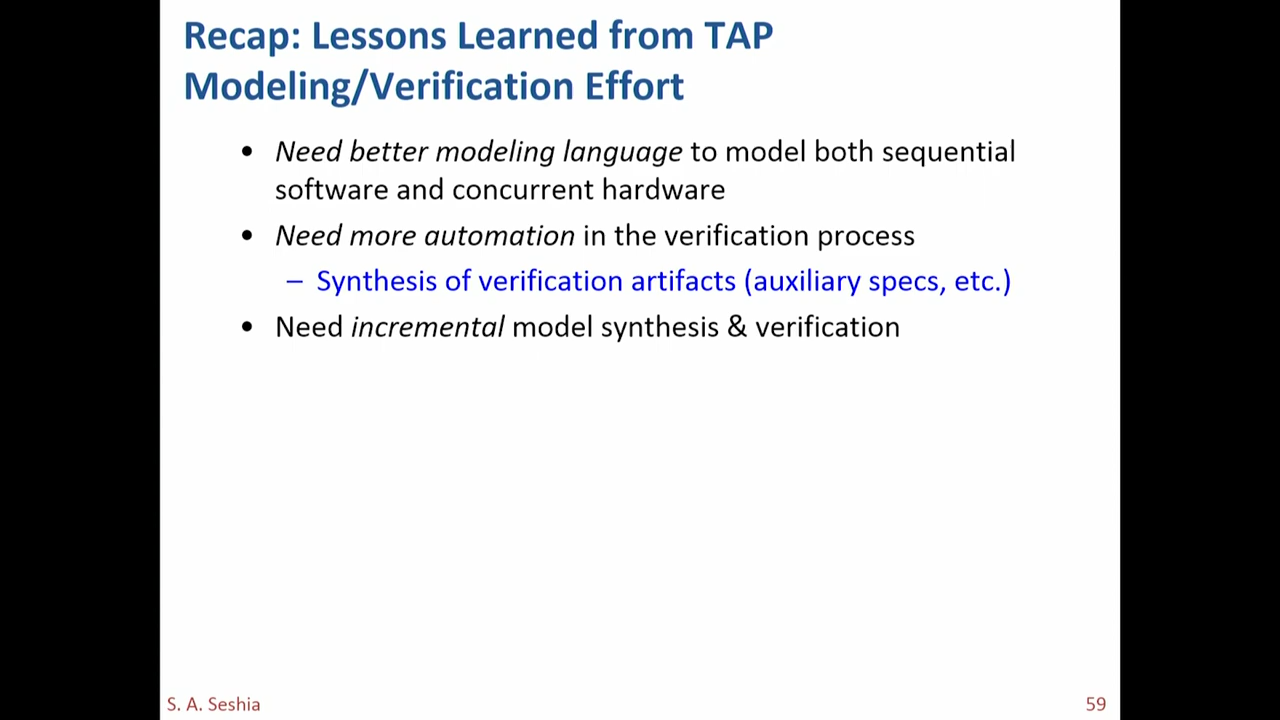 Recap: Lessons Learned from TAP
Modeling/Verification Effort
• Need better modeling language to model both sequential
software and concurrent hardware
• Need more automation in the verification process
– Synthesis of verification artifacts (auxiliary specs, etc.)
• Need incremental model synthesis & verification
S. A. Seshia
59